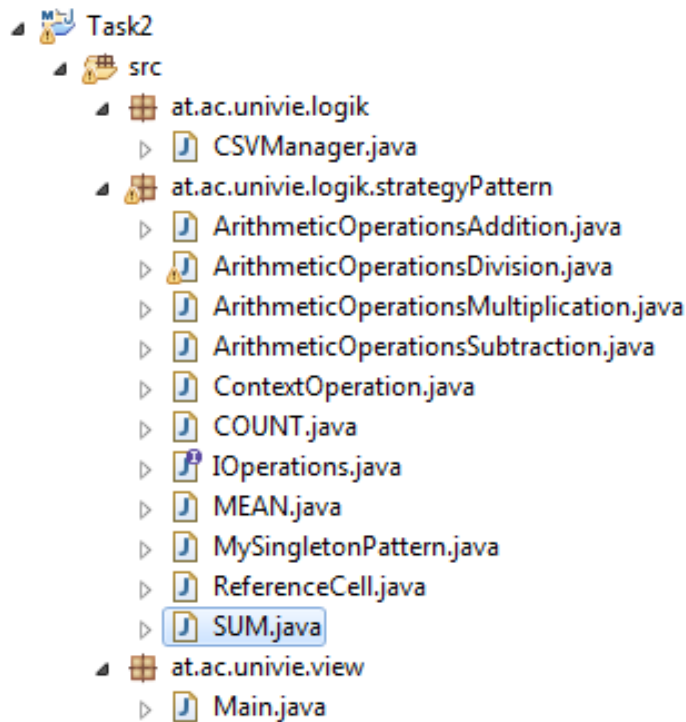 Task2
src
at.ac.univie.logik
CSVManager.java
at.ac.univie.logik.strategyPattern
ArithmeticOperationsAddition.java
ArithmeticOperationsDivision.java
ArithmeticOperationsMultiplication.java
ArithmeticOperationsSubtraction.java
ContextOperation.java
COUNT.java
IOperations.java
MEAN.java
MySingletonPattern.java
ReferenceCell.java
SUM.java
at.ac.univie.view
Main.java